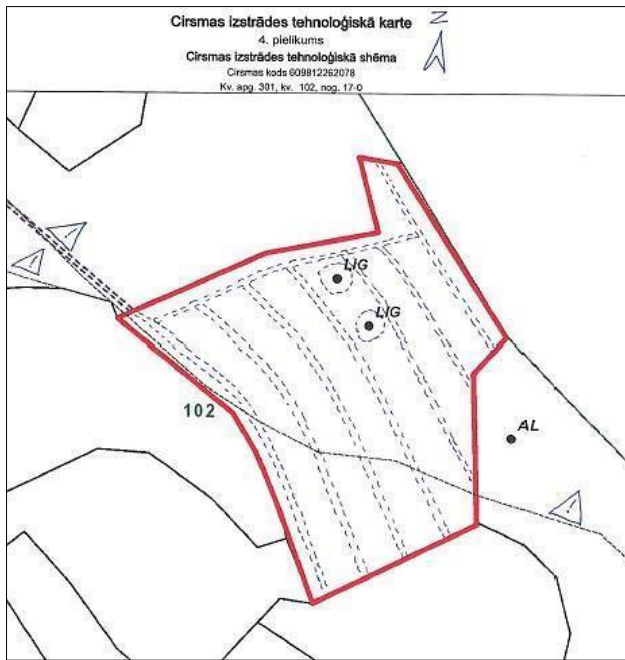 Cirsmas izstrādes tehnoloģiskā karte
Z
4. pielikums
Cirsmas izstrādes tehnoloģiskā shēma
Cirsmas kods 609812262078
Kv. apg. 301, kv. 102, nog. 17-0
LIG
!
!
LIG
102
AL
!